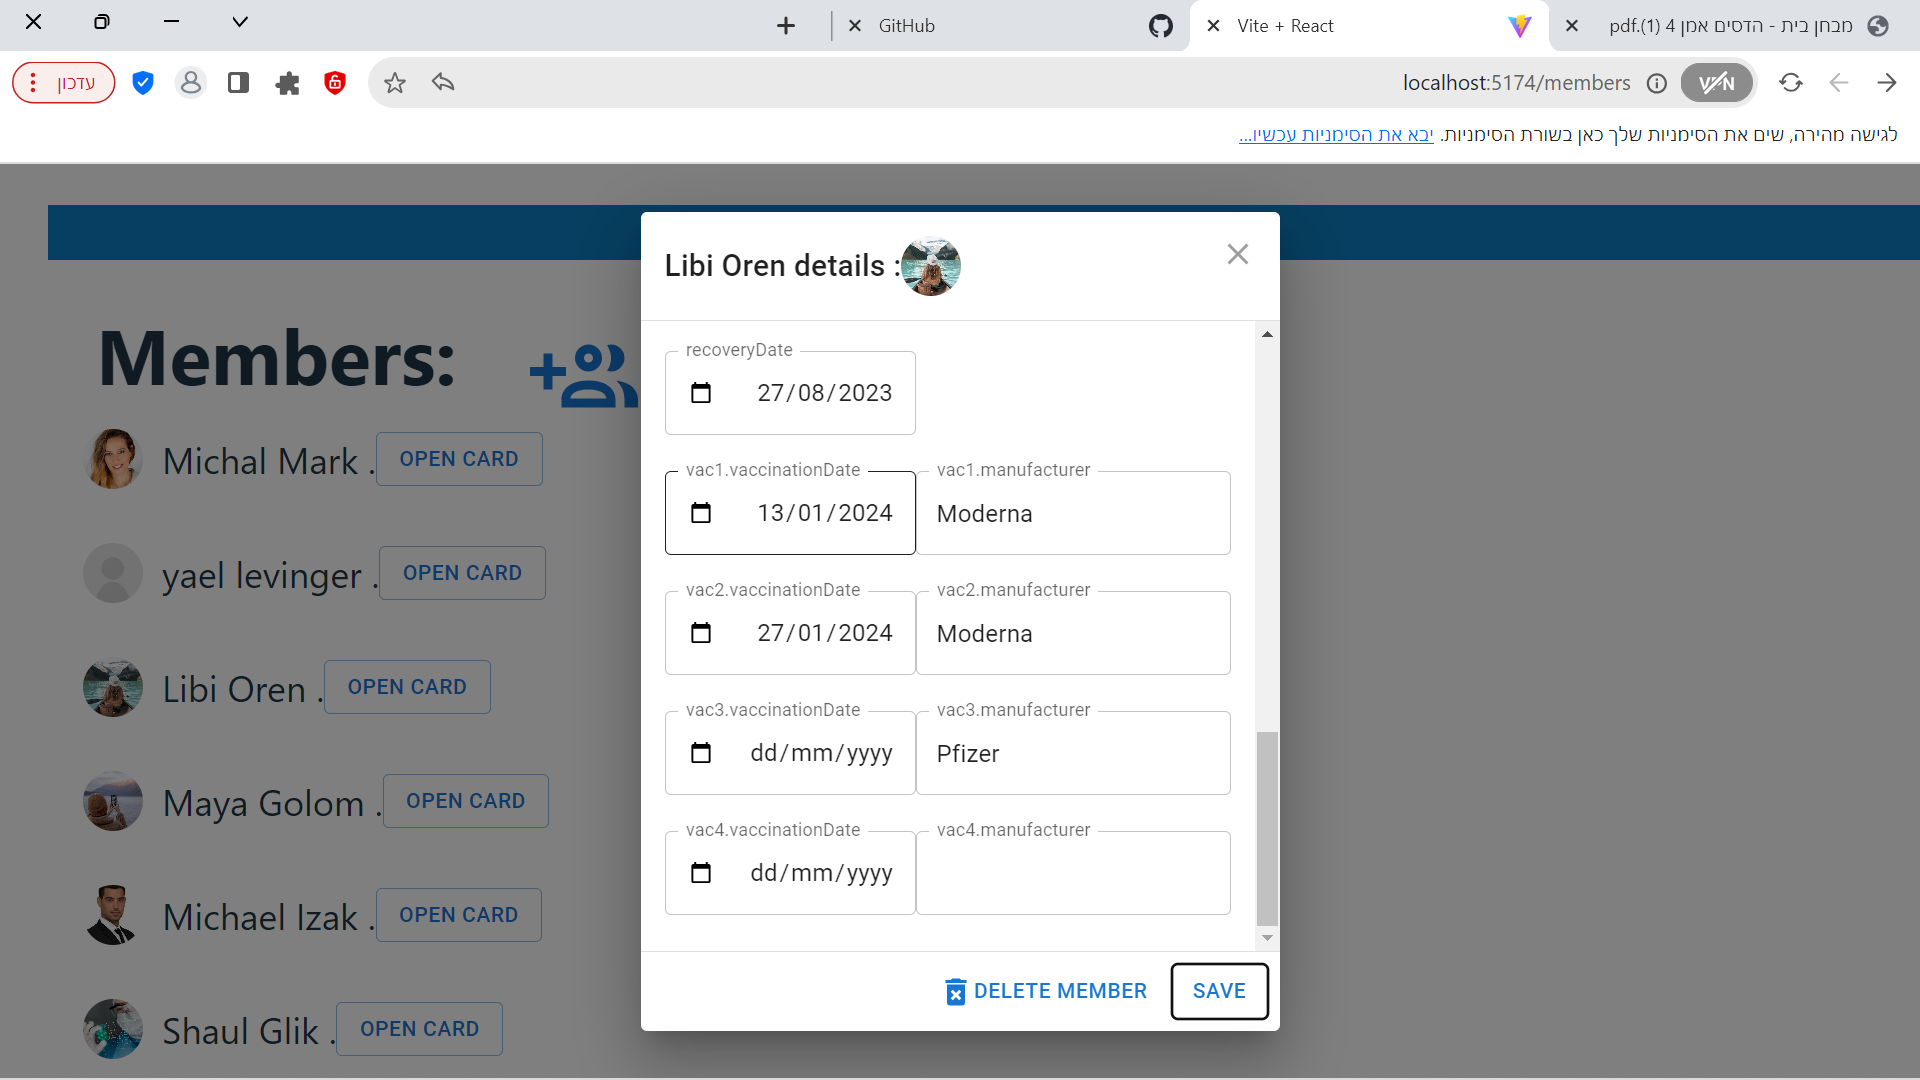 GitHub
Vite + React
מבחן בית - הדסים אמן 4 (1).pdf
עדכון
localhost:5174/members
VPN
לגישה מהירה, שים את הסימניות שלך כאן בשורת הסימניות. יבא את הסימניות עכשיו...
Members:
Michal Mark . OPEN CARD
yael levinger . OPEN CARD
Libi Oren . OPEN CARD
Maya Golom . OPEN CARD
Michael Izak . OPEN CARD
Shaul Glik . OPEN CARD
Libi Oren details :
recoveryDate
27/08/2023
vac1.vaccinationDate vac1.manufacturer
13/01/2024 Moderna
vac2.vaccinationDate vac2.manufacturer
27/01/2024 Moderna
vac3.vaccinationDate vac3.manufacturer
dd/mm/yyyy Pfizer
vac4.vaccinationDate vac4.manufacturer
dd/mm/yyyy
DELETE MEMBER SAVE